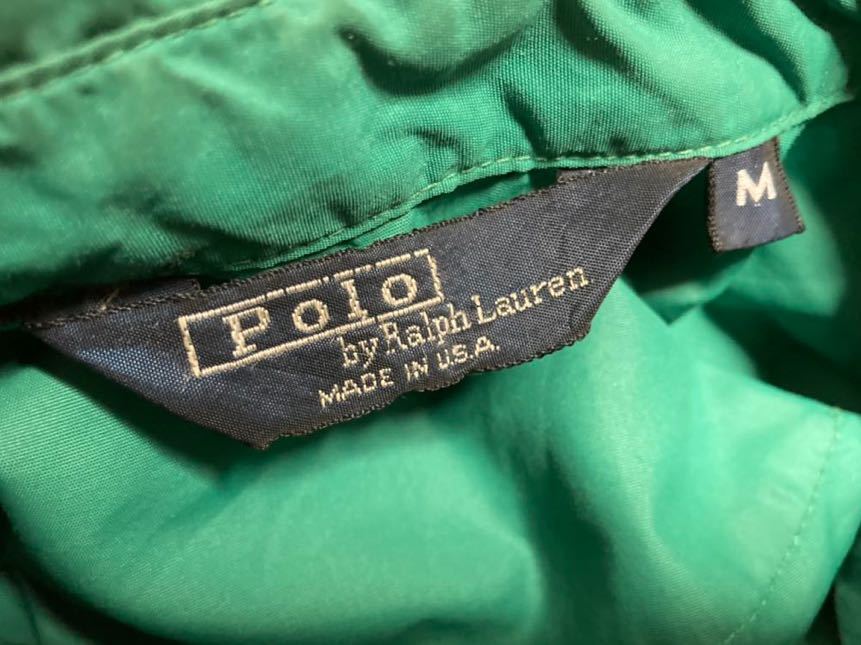 Polo
by Ralph Lauren
MADE IN U.S.A.
M